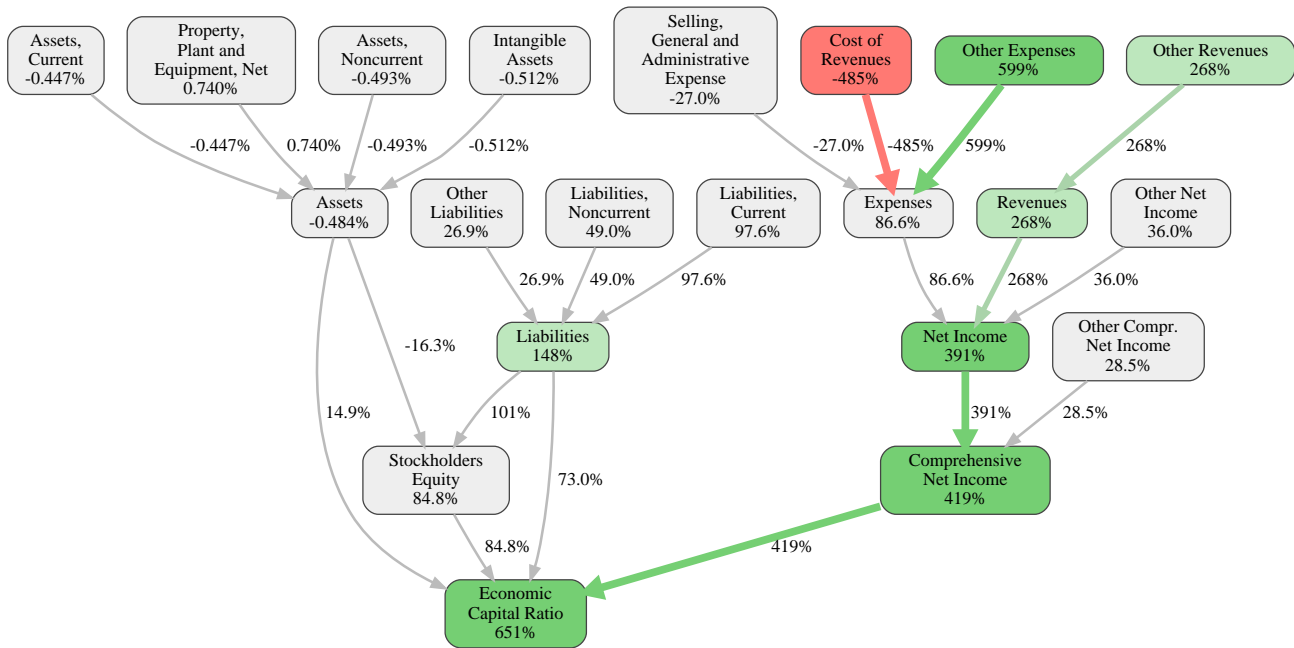 Assets,
Current
-0.447%
Property,
Plant and
Equipment, Net
0.740%
Assets,
Noncurrent
-0.493%
Intangible
Assets
-0.512%
Selling,
General and
Administrative
Expense
-27.0%
Cost of
Revenues
-485%
Other Expenses
599%
Other Revenues
268%
-0.447%
0.740%
-0.493%
-0.512%
-27.0%
-485%
599%
268%
Assets
-0.484%
Other
Liabilities
26.9%
Liabilities,
Noncurrent
49.0%
Liabilities,
Current
97.6%
Expenses
86.6%
Revenues
268%
Other Net
Income
36.0%
26.9%
49.0%
97.6%
86.6%
268%
36.0%
Liabilities
148%
Net Income
391%
Other Compr.
Net Income
28.5%
-16.3%
14.9%
101%
73.0%
391%
28.5%
Stockholders
Equity
84.8%
Comprehensive
Net Income
419%
84.8%
419%
Economic
Capital Ratio
651%